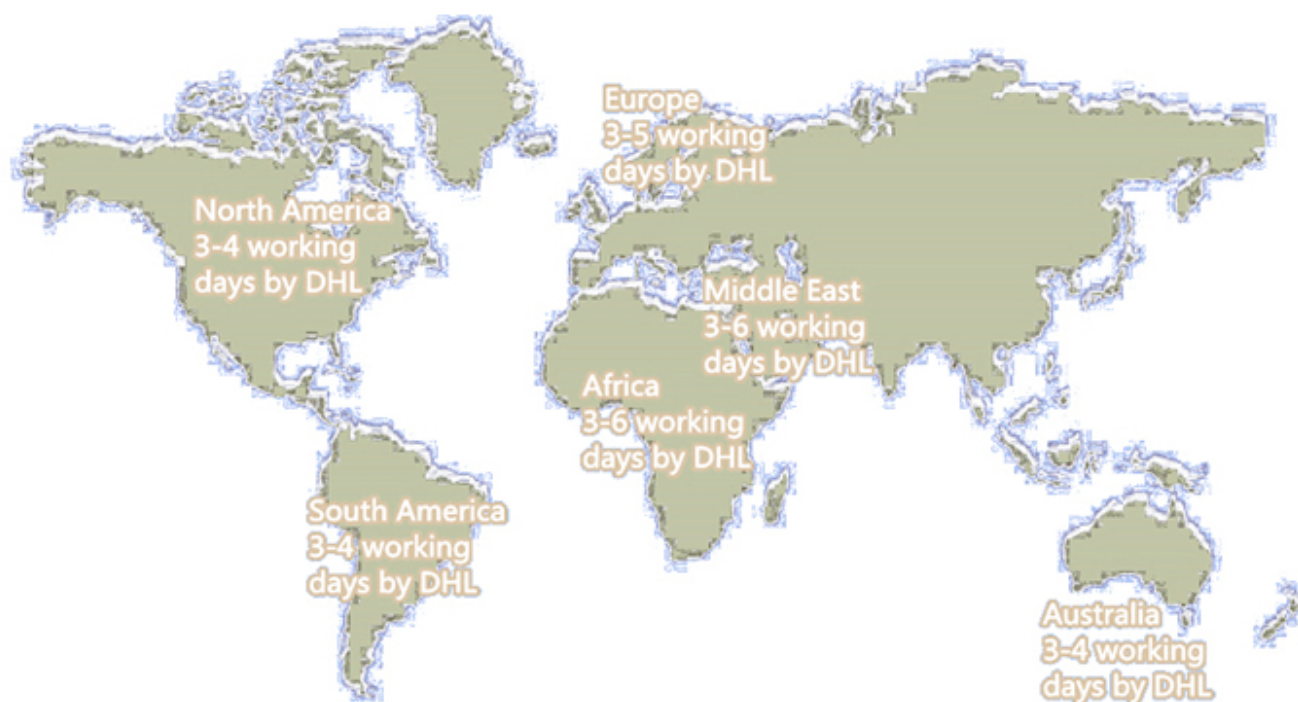 Europe
3-5 working
days by DHL
North America
3-4 working
days by DHL
Middle East
3-6 working
days by DHL
Africa
3-6 working
days by DHL
South America
3-4 working
days by DHL
Australia
3-4 working
days by DHL